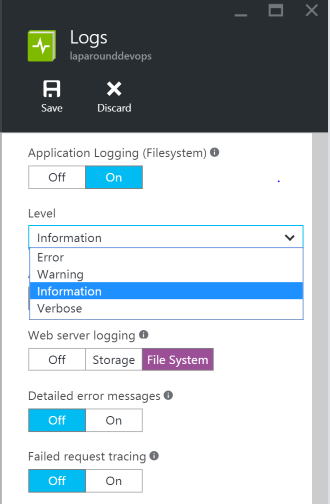 Logs
laparounddevops
Save Discard
Application Logging (Filesystem)
Off On
Level
Information
Error
Warning
Information
Verbose
Web server logging
Off Storage File System
Detailed error messages
Off On
Failed request tracing
Off On